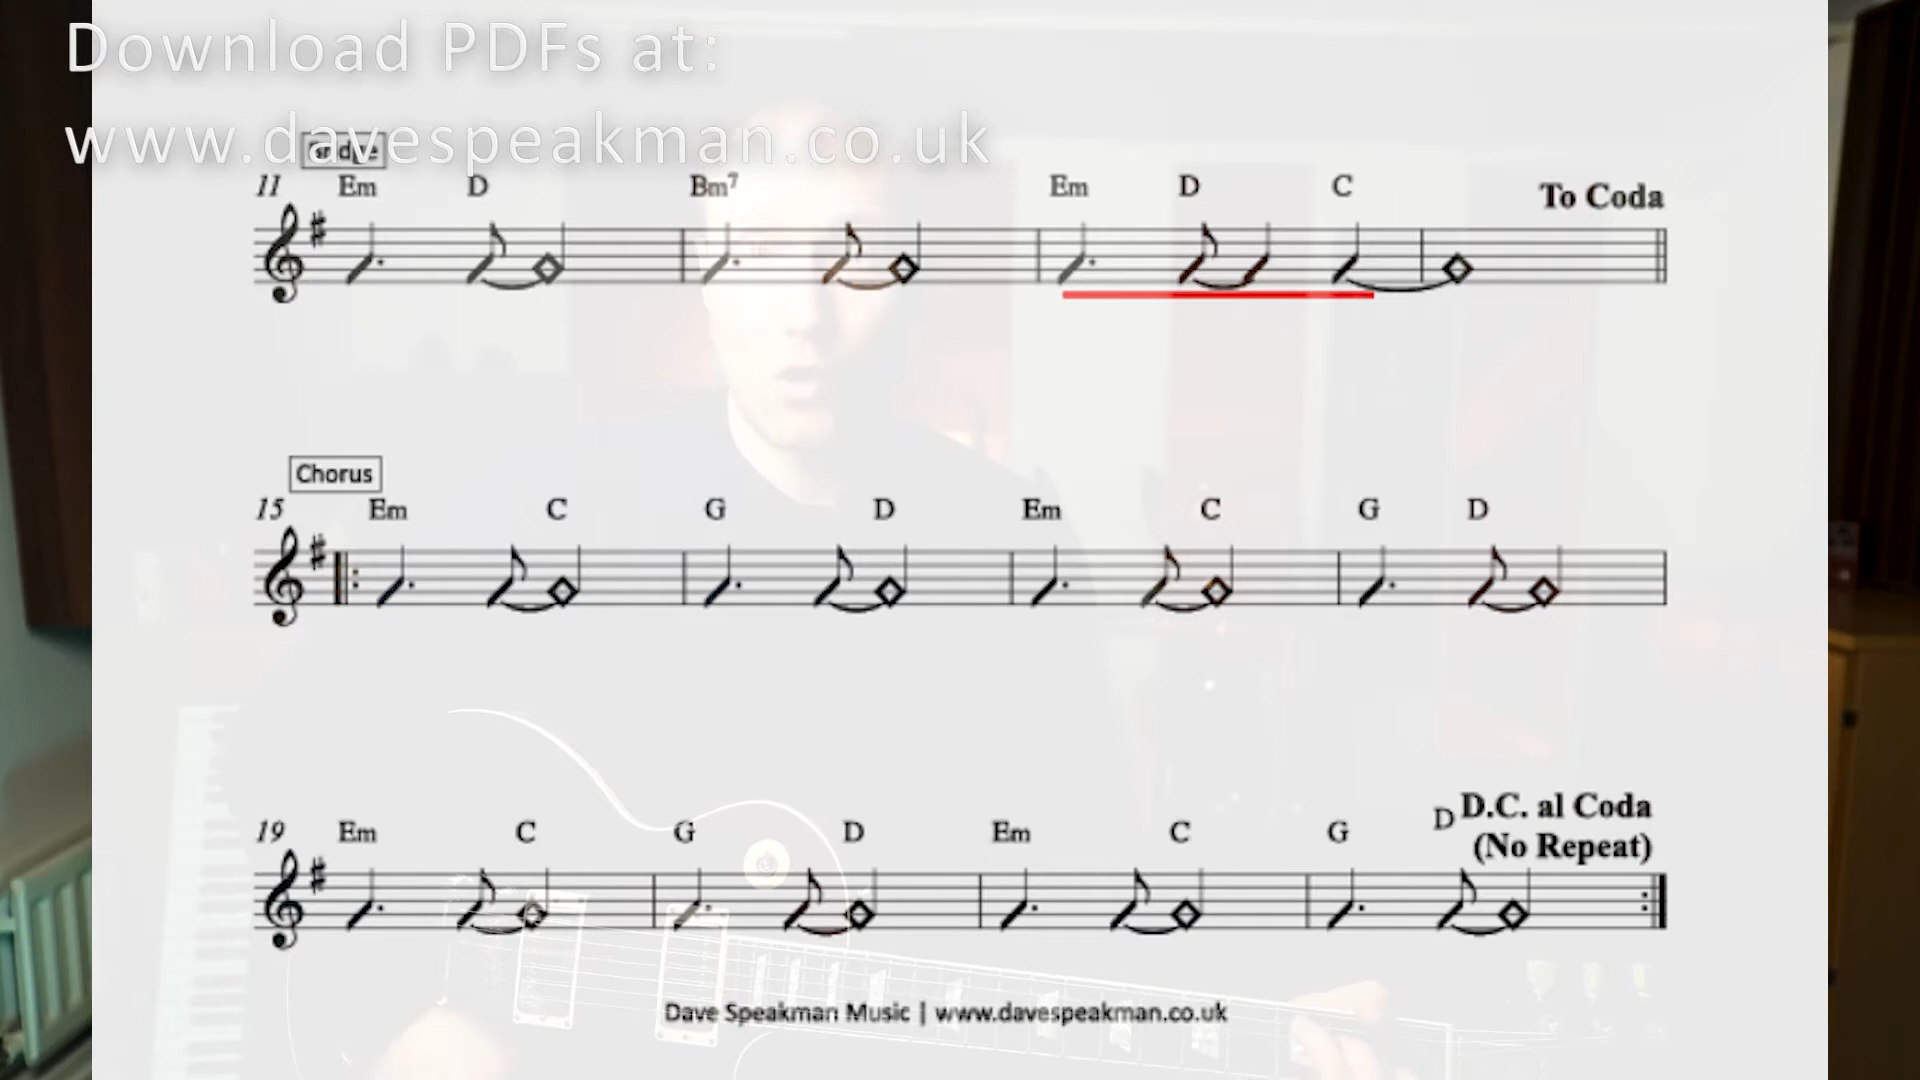 Download PDFs at:
www.davespeakman.co.uk
Bridge
11 Em D Bm7 Em D C To Coda
Chorus
15 Em C G D Em C G D
19 Em C G D Em C G D D.C. al Coda
(No Repeat)
Dave Speakman Music | www.davespeakman.co.uk